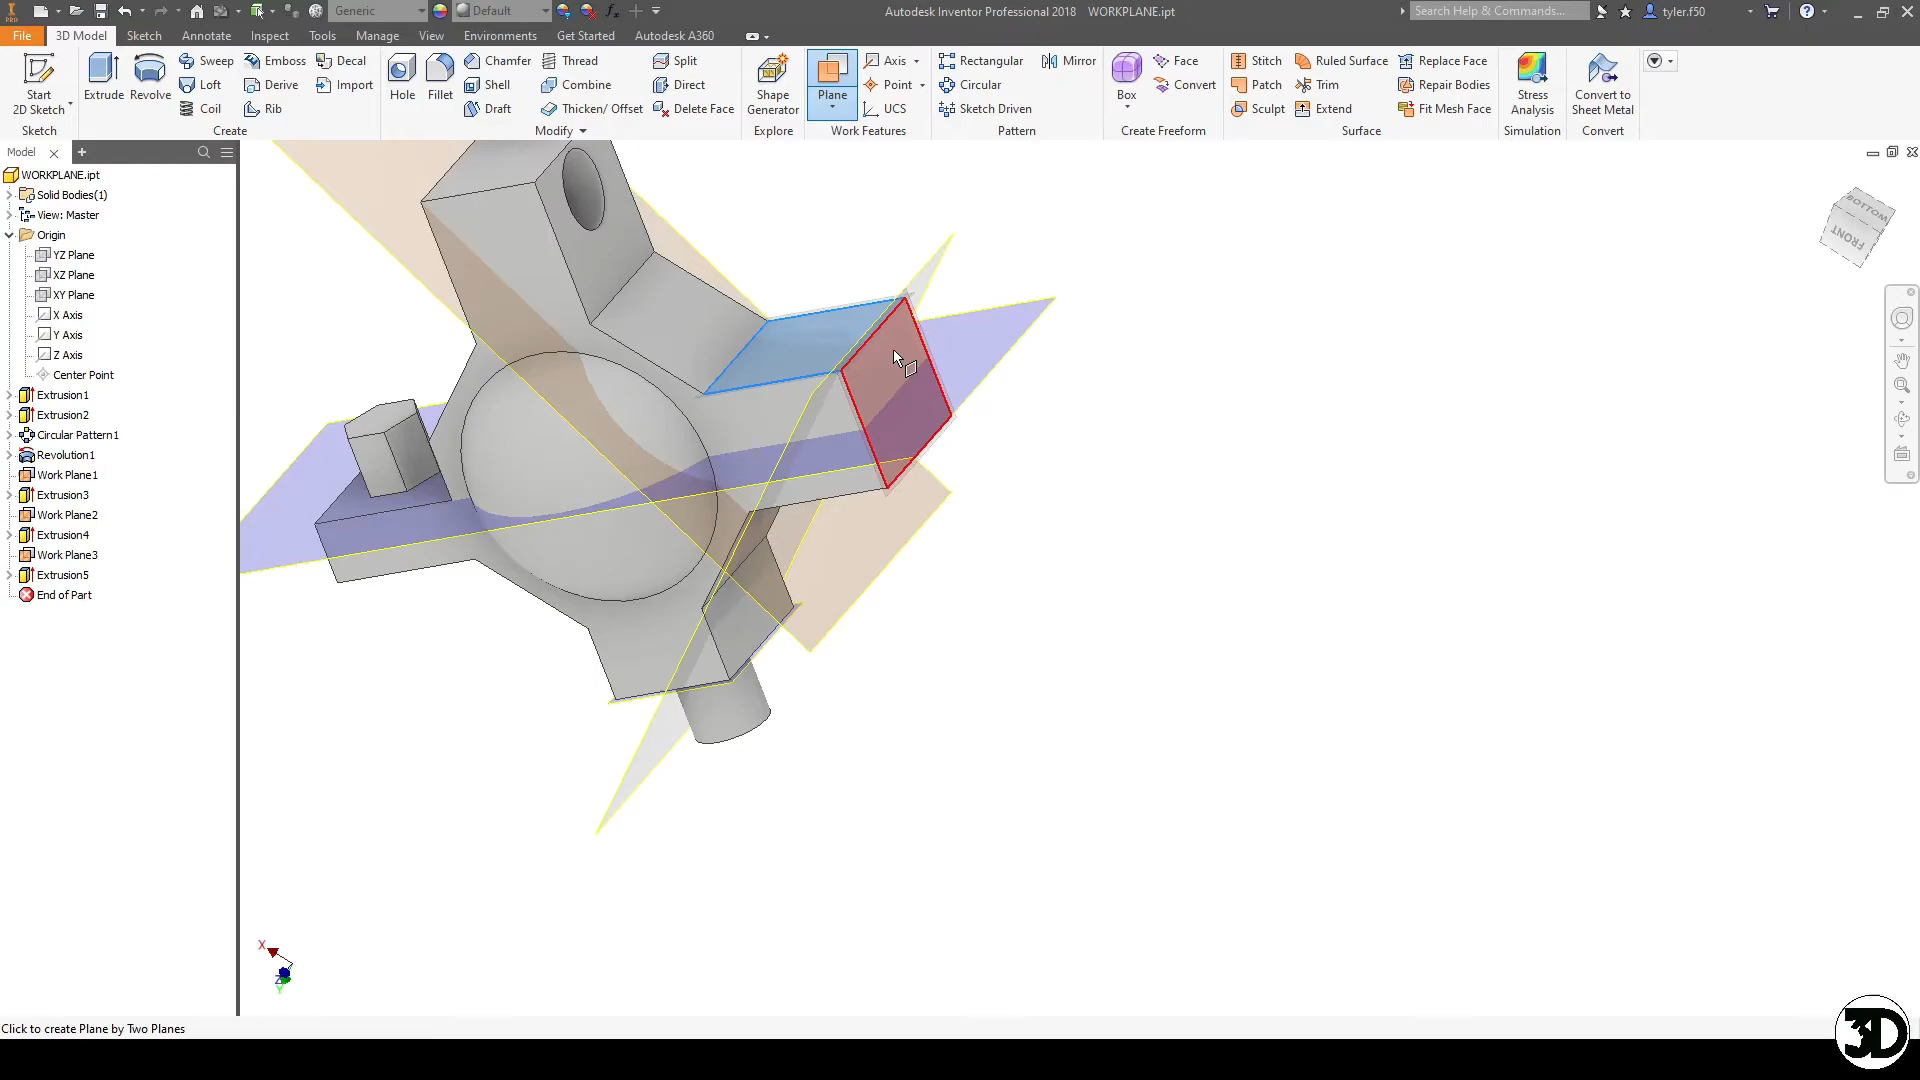 PRO
Generic
Default
Autodesk Inventor Professional 2018 WORKPLANE.ipt
Search Help & Commands...
tyler.f50
File 3D Model Sketch Annotate Inspect Tools Manage View Environments Get Started Autodesk A360
Start
2D Sketch
Extrude
Revolve
Sweep
Emboss
Decal
Loft
Derive
Import
Coil
Rib
Hole
Fillet
Chamfer
Thread
Split
Shell
Combine
Direct
Draft
Thicken/ Offset
Delete Face
Shape
Generator
Plane
Axis
Point
UCS
Rectangular
Mirror
Circular
Sketch Driven
Box
Face
Convert
Stitch
Ruled Surface
Replace Face
Patch
Trim
Repair Bodies
Sculpt
Extend
Fit Mesh Face
Stress
Analysis
Convert to
Sheet Metal
Sketch Create Modify Explore Work Features Pattern Create Freeform Surface Simulation Convert
Model
WORKPLANE.ipt
Solid Bodies(1)
View: Master
Origin
YZ Plane
XZ Plane
XY Plane
X Axis
Y Axis
Z Axis
Center Point
Extrusion1
Extrusion2
Circular Pattern1
Revolution1
Work Plane1
Extrusion3
Work Plane2
Extrusion4
Work Plane3
Extrusion5
End of Part
BOTTOM
FRONT
X
Z
Y
Click to create Plane by Two Planes
3D